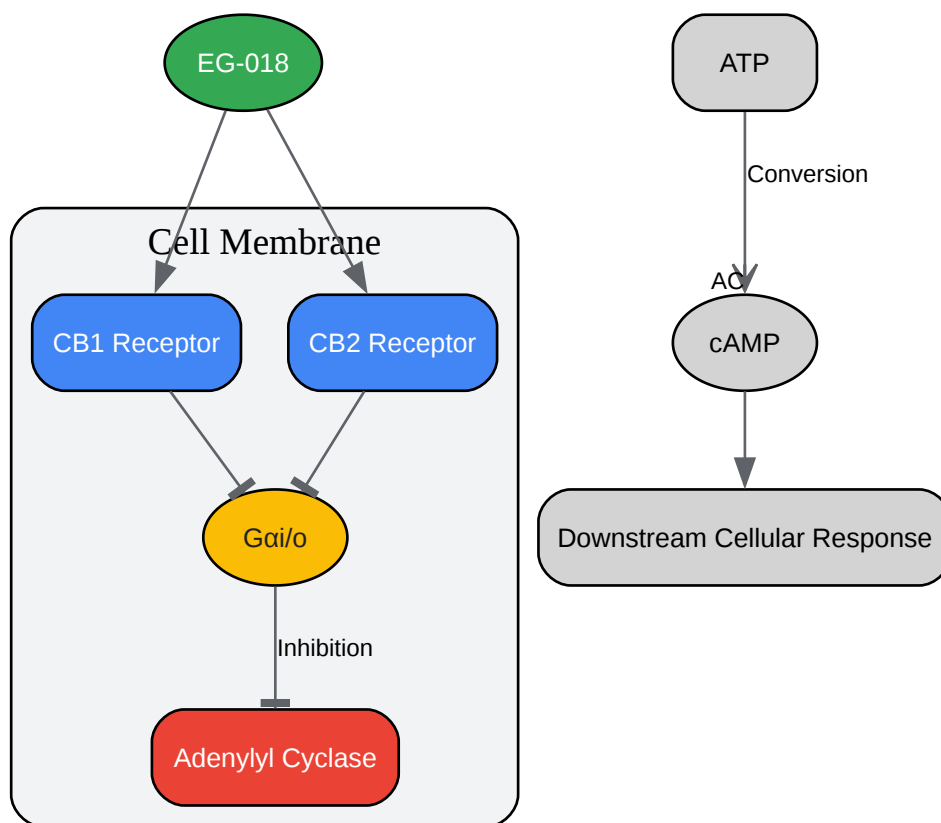 EG-018
ATP
Conversion
Cell Membrane
AC
CB1 Receptor
CB2 Receptor
cAMP
Gαi/o
Downstream Cellular Response
Inhibition
Adenylyl Cyclase